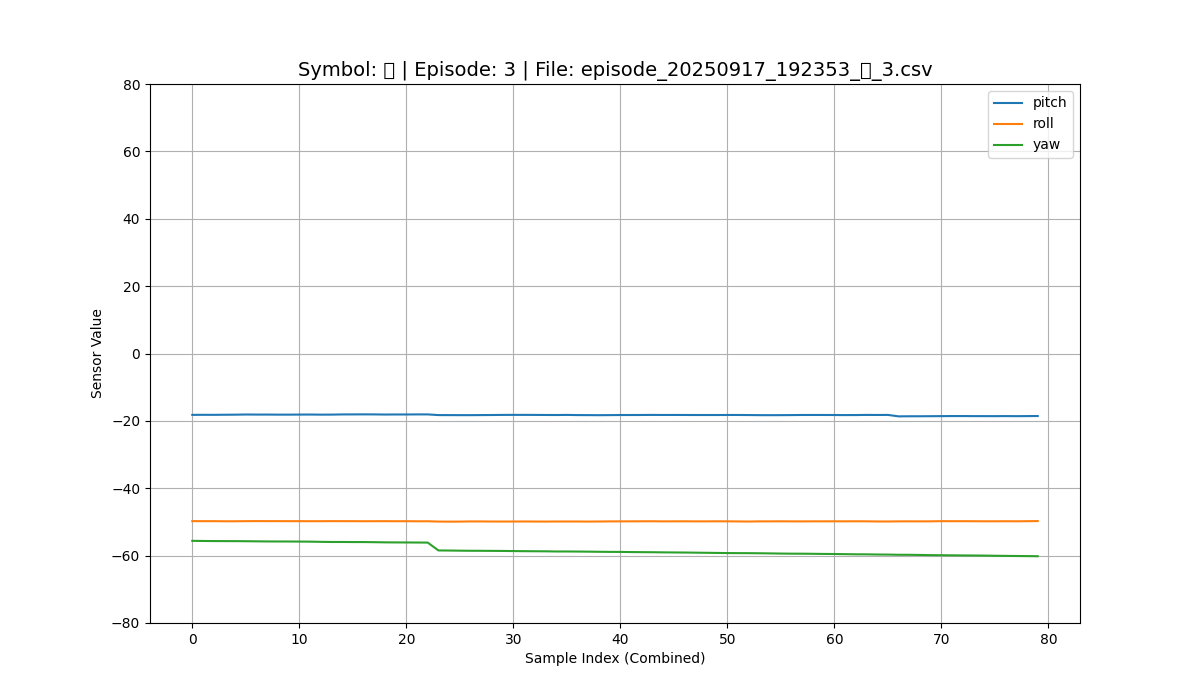 Symbol: | Episode: 3 | File: episode_20250917_192353_ _3.csv
pitch
roll
yaw
Sensor Value
80
60
40
20
0
−20
−40
−60
−80
0 10 20 30 40 50 60 70 80
Sample Index (Combined)